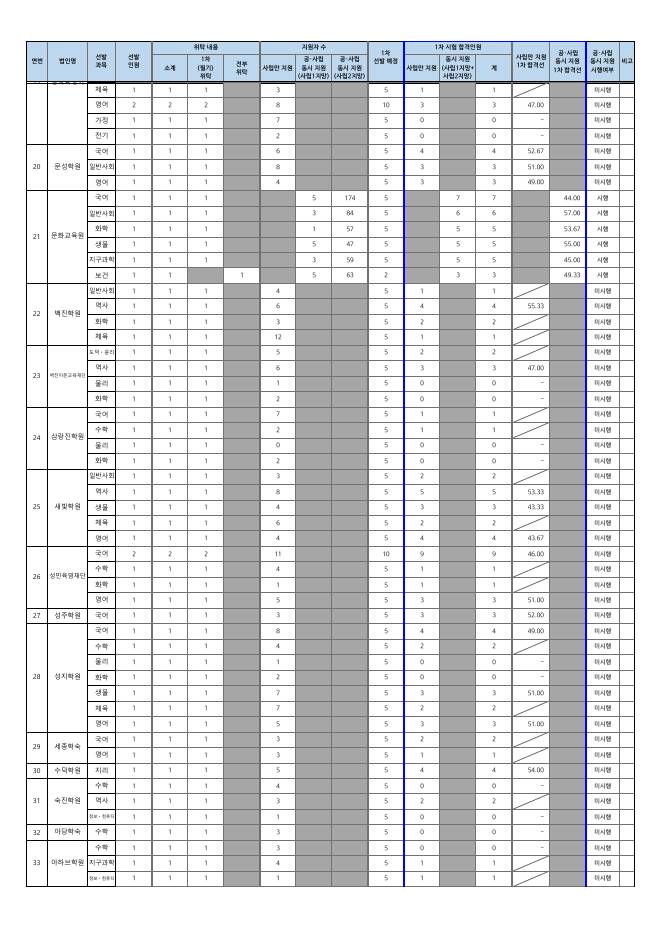 연번 법인명 선발 과목 선발 인원 위탁 내용 지원자 수 1차 선발 예정 1차 시험 합격인원 사립만 지원 1차 합격선 공·사립 동시 지원 1차 합격선 공·사립 동시 지원 시행여부 비고
소계 1차 (필기) 위탁 전부 위탁 사립만 지원 공·사립 동시 지원 (사립1지망) 공·사립 동시 지원 (사립2지망) 사립만 지원 동시 지원 (사립1지망+ 사립2지망) 계
체육 1 1 1 3 5 1 1 미시행
영어 2 2 2 8 10 3 3 47.00 미시행
가정 1 1 1 7 5 0 0 - 미시행
전기 1 1 1 2 5 0 0 - 미시행
20 문성학원 국어 1 1 1 6 5 4 4 52.67 미시행
일반사회 1 1 1 8 5 3 3 51.00 미시행
영어 1 1 1 4 5 3 3 49.00 미시행
21 문화교육원 국어 1 1 1 5 174 5 7 7 44.00 시행
일반사회 1 1 1 3 84 5 6 6 57.00 시행
화학 1 1 1 1 57 5 5 5 53.67 시행
생물 1 1 1 5 47 5 5 5 55.00 시행
지구과학 1 1 1 3 59 5 5 5 45.00 시행
보건 1 1 1 5 63 2 3 3 49.33 시행
22 백진학원 일반사회 1 1 1 4 5 1 1 미시행
역사 1 1 1 6 5 4 4 55.33 미시행
화학 1 1 1 3 5 2 2 미시행
체육 1 1 1 12 5 1 1 미시행
23 도덕·윤리 1 1 1 5 5 2 2 미시행
역사 1 1 1 6 5 3 3 47.00 미시행
물리 1 1 1 1 5 0 0 - 미시행
화학 1 1 1 2 5 0 0 - 미시행
24 삼랑진학원 국어 1 1 1 7 5 1 1 미시행
수학 1 1 1 2 5 1 1 미시행
물리 1 1 1 0 5 0 0 - 미시행
화학 1 1 1 2 5 0 0 - 미시행
25 새빛학원 일반사회 1 1 1 3 5 2 2 미시행
역사 1 1 1 8 5 5 5 53.33 미시행
생물 1 1 1 4 5 3 3 43.33 미시행
체육 1 1 1 6 5 2 2 미시행
영어 1 1 1 4 5 4 4 43.67 미시행
26 성민육영재단 국어 2 2 2 11 10 9 9 46.00 미시행
수학 1 1 1 4 5 1 1 미시행
화학 1 1 1 1 5 1 1 미시행
영어 1 1 1 5 5 3 3 51.00 미시행
27 성주학원 국어 1 1 1 3 5 3 3 52.00 미시행
28 성지학원 국어 1 1 1 8 5 4 4 49.00 미시행
수학 1 1 1 4 5 2 2 미시행
물리 1 1 1 1 5 0 0 - 미시행
화학 1 1 1 2 5 0 0 - 미시행
생물 1 1 1 7 5 3 3 51.00 미시행
체육 1 1 1 7 5 2 2 미시행
영어 1 1 1 5 5 3 3 51.00 미시행
29 세종학숙 국어 1 1 1 3 5 2 2 미시행
영어 1 1 1 3 5 1 1 미시행
30 수덕학원 지리 1 1 1 5 5 4 4 54.00 미시행
31 숙진학원 수학 1 1 1 4 5 0 0 - 미시행
역사 1 1 1 3 5 2 2 미시행
정보·컴퓨터 1 1 1 1 5 0 0 - 미시행
32 아당학숙 수학 1 1 1 3 5 0 0 - 미시행
33 아하브학원 수학 1 1 1 3 5 0 0 - 미시행
지구과학 1 1 1 4 5 1 1 미시행
정보·컴퓨터 1 1 1 1 5 1 1 미시행